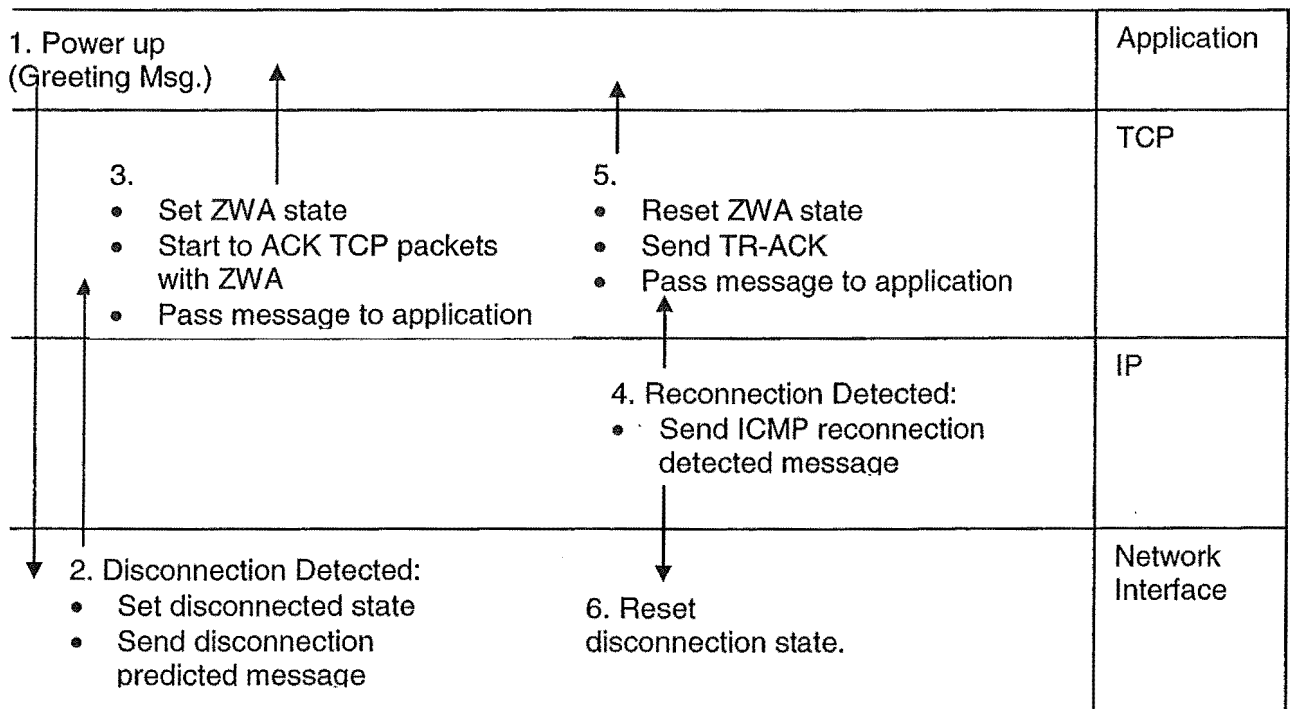 1. Power up
(Greeting Msg.)
Application
TCP
3.
• Set ZWA state
• Start to ACK TCP packets
with ZWA
• Pass message to application
5.
• Reset ZWA state
• Send TR-ACK
• Pass message to application
IP
4. Reconnection Detected:
• Send ICMP reconnection
detected message
2. Disconnection Detected:
• Set disconnected state
• Send disconnection
predicted message
6. Reset
disconnection state.
Network
Interface